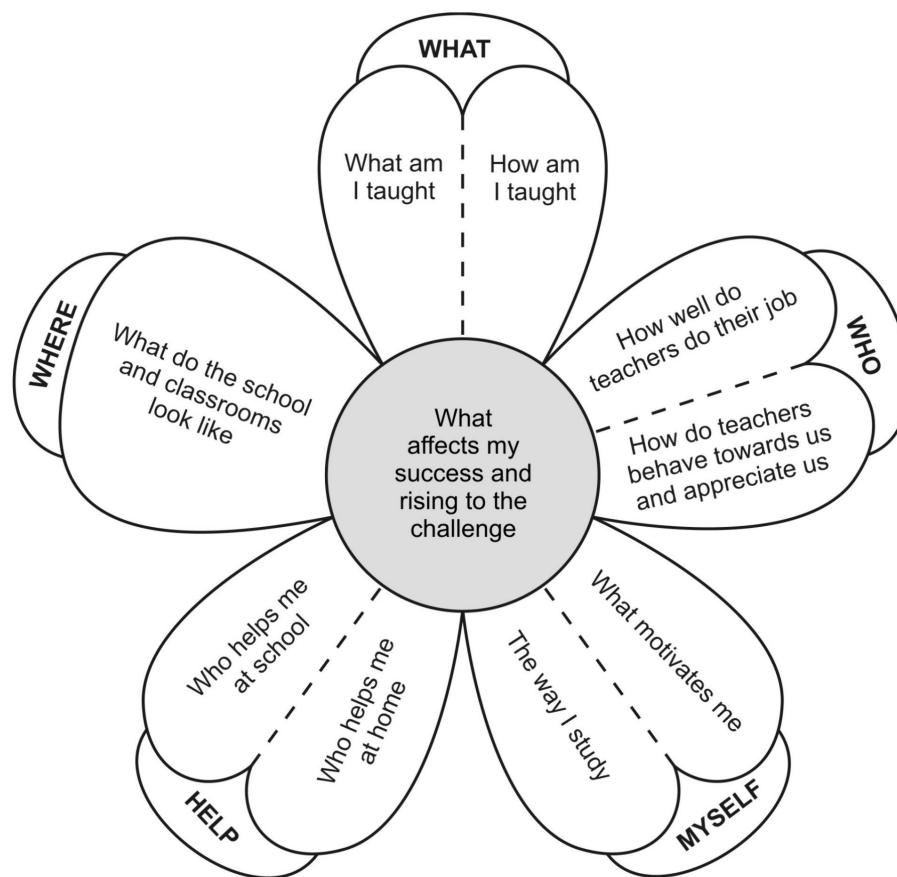 WHAT
What am
I taught
How am
I taught
WHO
How well do
teachers do their job
How do teachers
behave towards us
and appreciate us
MYSELF
What motivates me
The way I study
HELP
Who helps me
at home
Who helps me
at school
WHERE
What do the school
and classrooms
look like
What
affects my
success and
rising to the
challenge